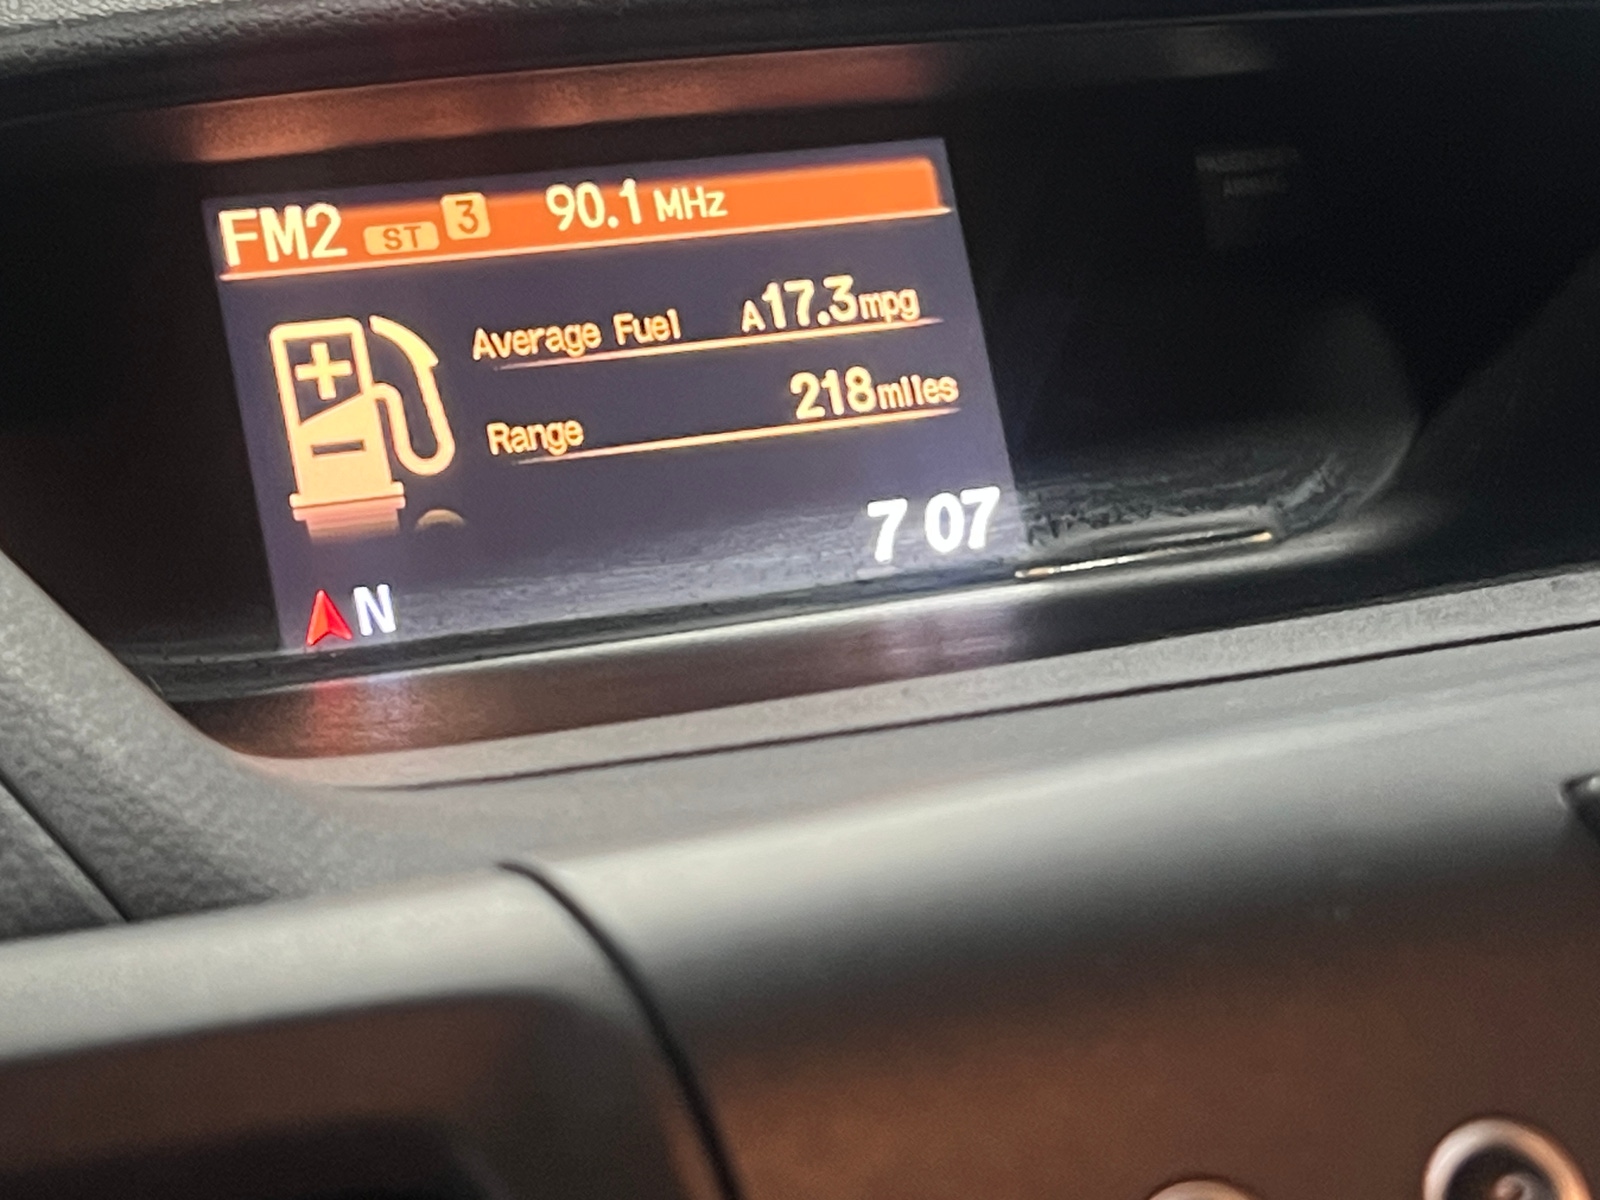 FM2 ST 3 90.1 MHz
Average Fuel A17.3mpg
Range 218miles
7 07
N